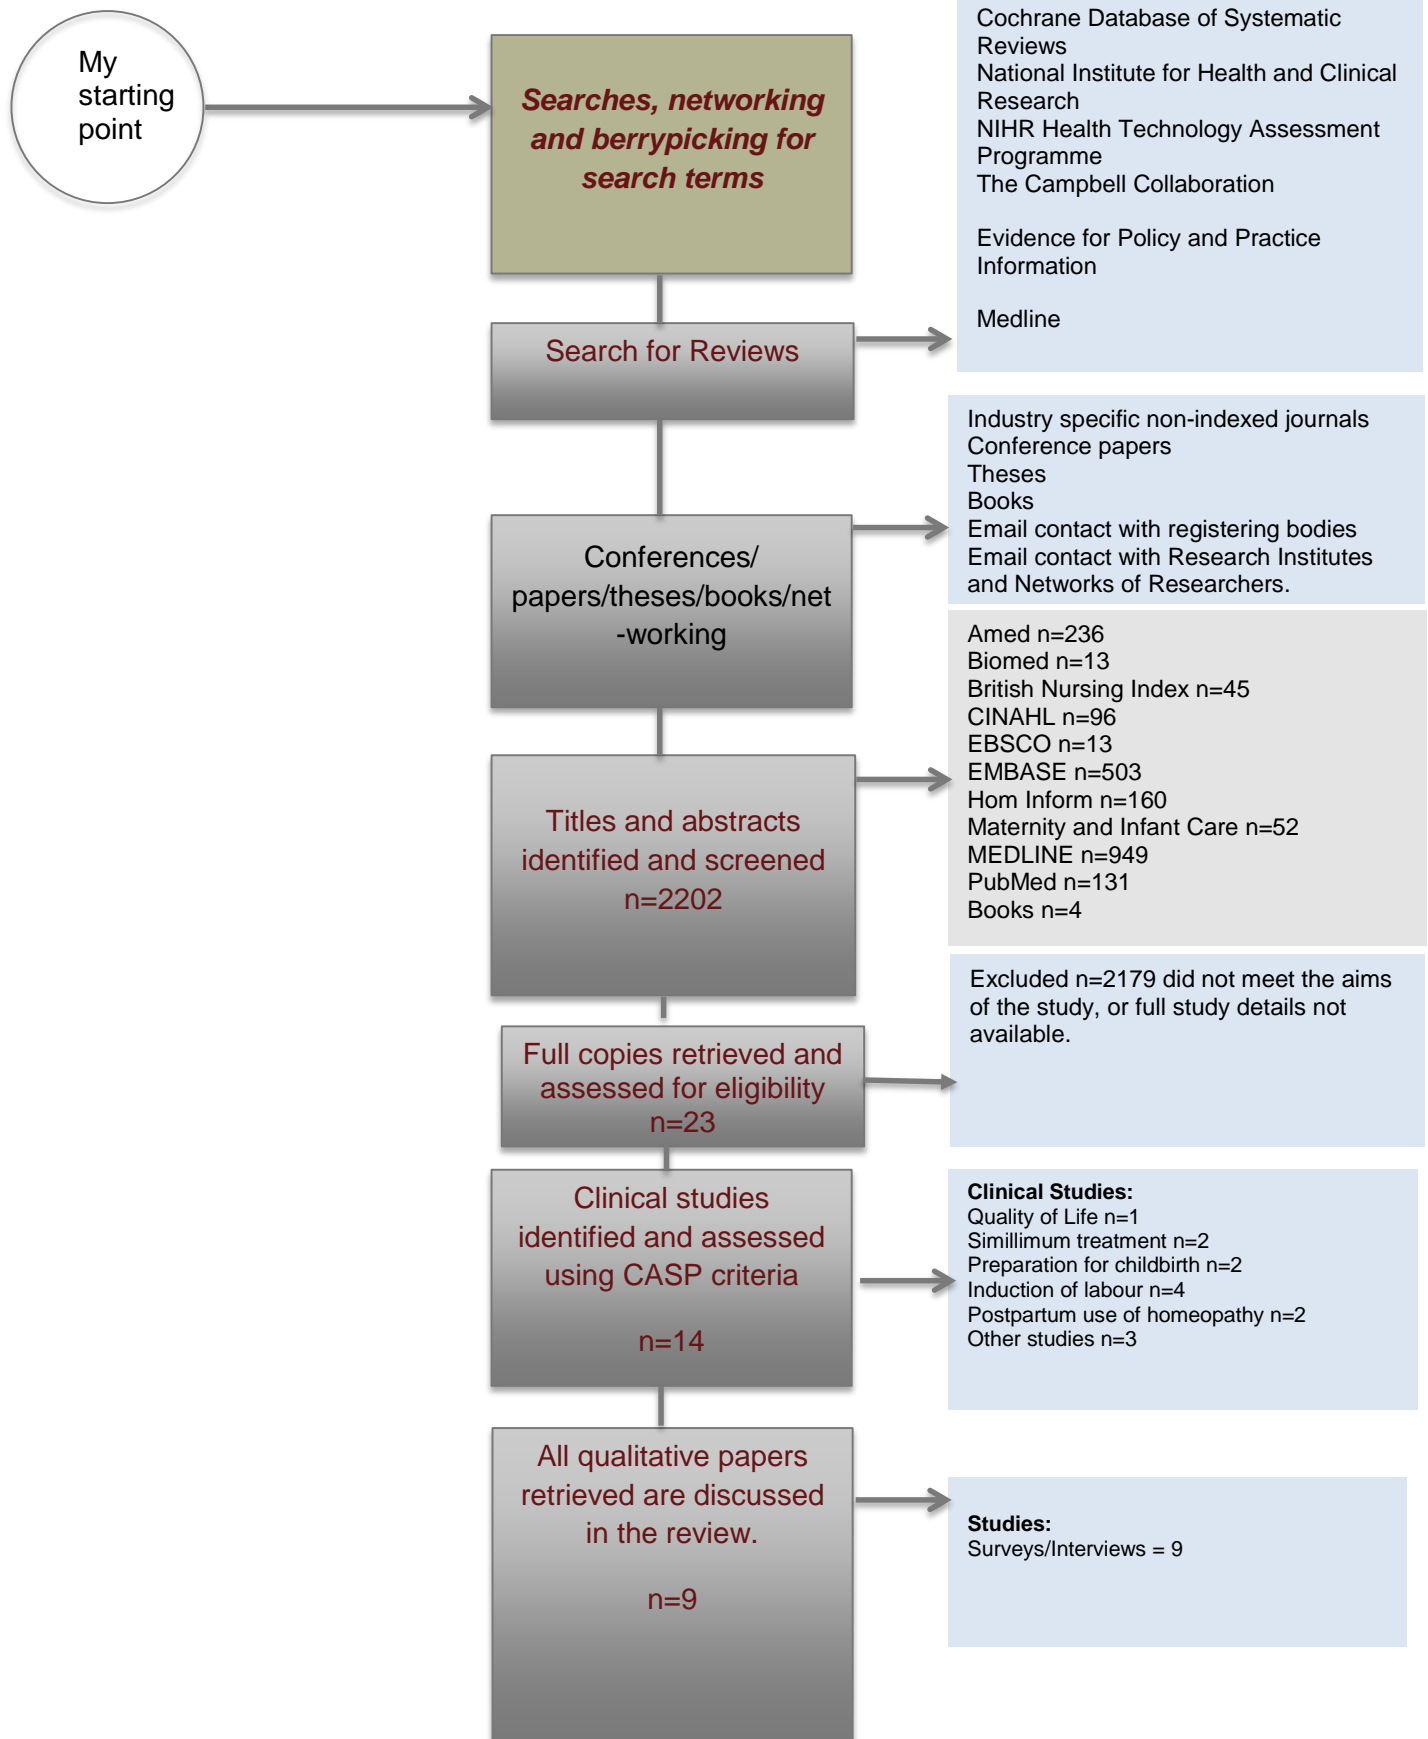 My
starting
point
Searches, networking
and berrypicking for
search terms
Cochrane Database of Systematic
Reviews
National Institute for Health and Clinical
Research
NIHR Health Technology Assessment
Programme
The Campbell Collaboration
Evidence for Policy and Practice
Information
Medline
Search for Reviews
Industry specific non-indexed journals
Conference papers
Theses
Books
Email contact with registering bodies
Email contact with Research Institutes
and Networks of Researchers.
Conferences/
papers/theses/books/net
-working
Amed n=236
Biomed n=13
British Nursing Index n=45
CINAHL n=96
EBSCO n=13
EMBASE n=503
Hom Inform n=160
Maternity and Infant Care n=52
MEDLINE n=949
PubMed n=131
Books n=4
Titles and abstracts
identified and screened
n=2202
Excluded n=2179 did not meet the aims
of the study, or full study details not
available.
Full copies retrieved and
assessed for eligibility
n=23
Clinical studies
identified and assessed
using CASP criteria
n=14
Clinical Studies:
Quality of Life n=1
Simillimum treatment n=2
Preparation for childbirth n=2
Induction of labour n=4
Postpartum use of homeopathy n=2
Other studies n=3
All qualitative papers
retrieved are discussed
in the review.
n=9
Studies:
Surveys/Interviews = 9